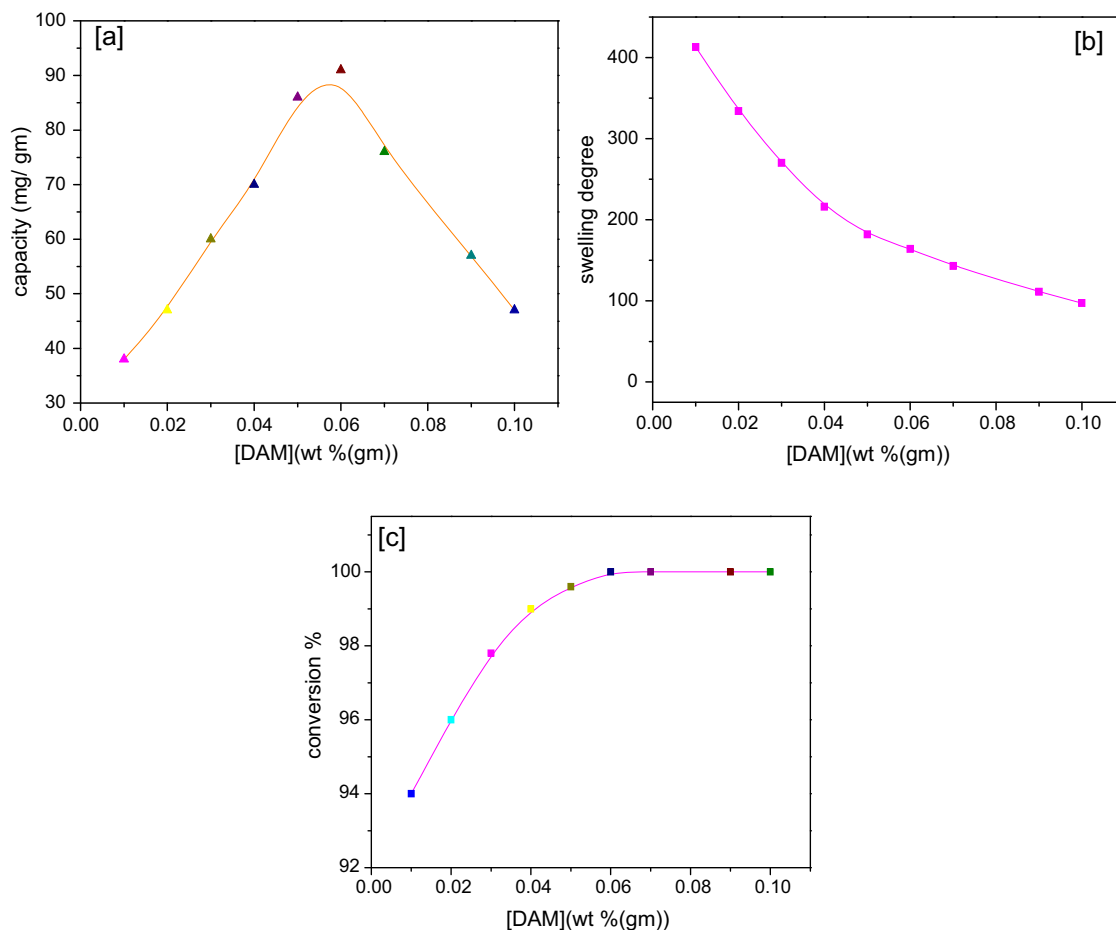 [a]
capacity (mg/ gm)
100
90
80
70
60
50
40
30
0.00 0.02 0.04 0.06 0.08 0.10
[DAM](wt %(gm))
[b]
swelling degree
400
300
200
100
0
0.00 0.02 0.04 0.06 0.08 0.10
[DAM](wt %(gm))
[c]
conversion %
100
98
96
94
92
0.00 0.02 0.04 0.06 0.08 0.10
[DAM](wt %(gm))